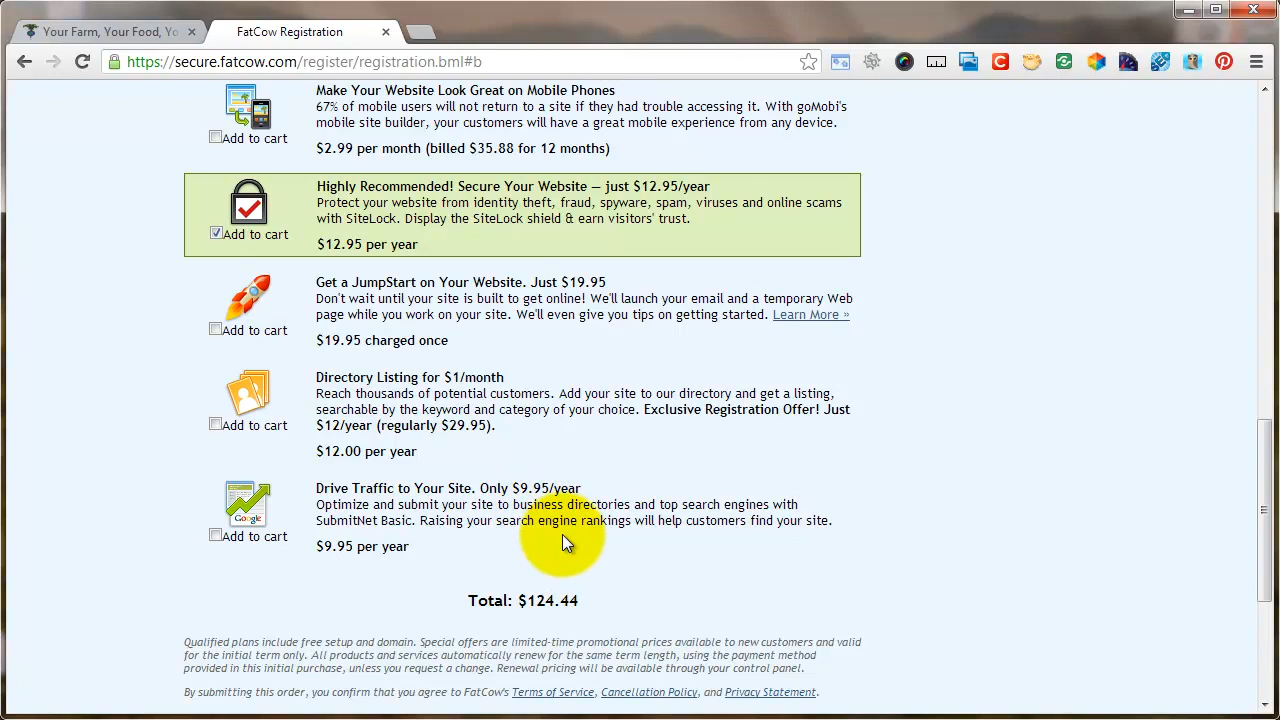 Your Farm, Your Food, Yo
FatCow Registration
https://secure.fatcow.com/register/registration.bml#b
Make Your Website Look Great on Mobile Phones
67% of mobile users will not return to a site if they had trouble accessing it. With goMobi's
mobile site builder, your customers will have a great mobile experience from any device.
Add to cart
$2.99 per month (billed $35.88 for 12 months)
Highly Recommended! Secure Your Website – just $12.95/year
Protect your website from identity theft, fraud, spyware, spam, viruses and online scams
with SiteLock. Display the SiteLock shield & earn visitors' trust.
Add to cart
$12.95 per year
Get a JumpStart on Your Website. Just $19.95
Don't wait until your site is built to get online! We'll launch your email and a temporary Web
page while you work on your site. We'll even give you tips on getting started. Learn More »
Add to cart
$19.95 charged once
Directory Listing for $1/month
Reach thousands of potential customers. Add your site to our directory and get a listing,
searchable by the keyword and category of your choice. Exclusive Registration Offer! Just
Add to cart
$12/year (regularly $29.95).
$12.00 per year
Drive Traffic to Your Site. Only $9.95/year
Optimize and submit your site to business directories and top search engines with
Google
SubmitNet Basic. Raising your search engine rankings will help customers find your site.
Add to cart
$9.95 per year
Total: $124.44
Qualified plans include free setup and domain. Special offers are limited-time promotional prices available to new customers and valid
for the initial term only. All products and services automatically renew for the same term length, using the payment method
provided in this initial purchase, unless you request a change. Renewal pricing will be available through your control panel.
By submitting this order, you confirm that you agree to FatCow's Terms of Service, Cancellation Policy, and Privacy Statement.